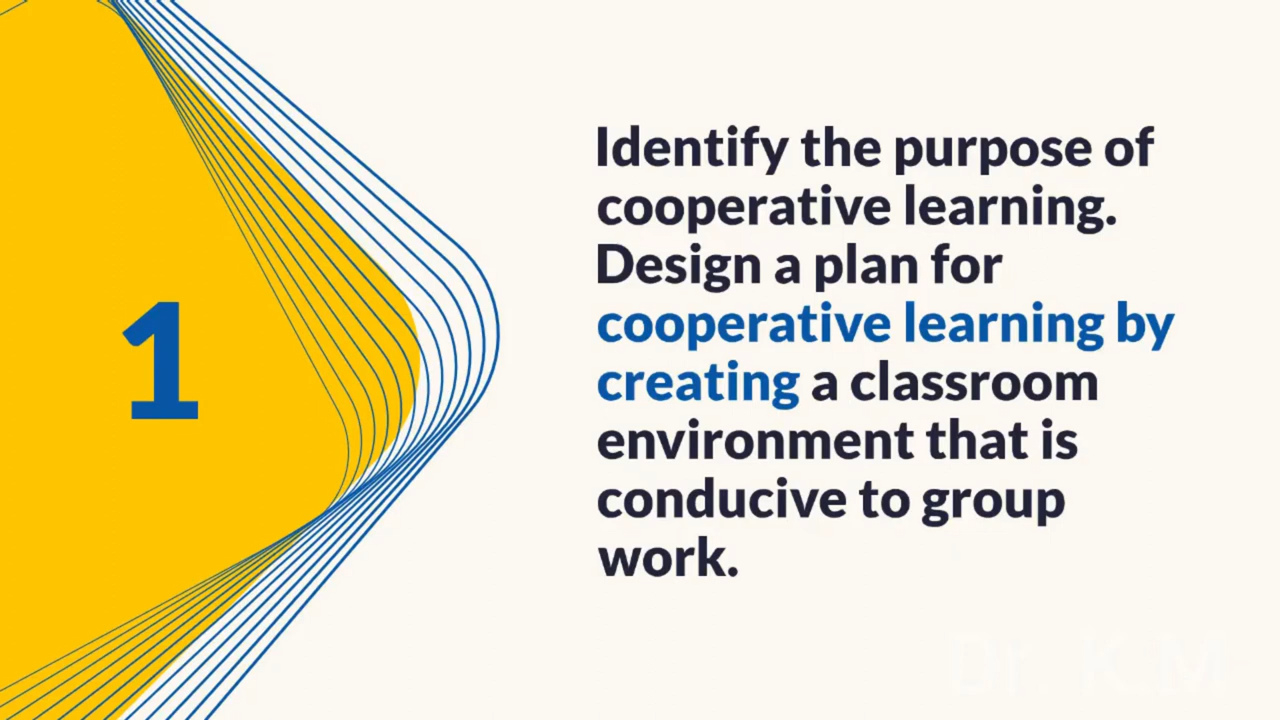 1
Identify the purpose of
cooperative learning.
Design a plan for
cooperative learning by
creating a classroom
environment that is
conducive to group
work.
Dr. K.M